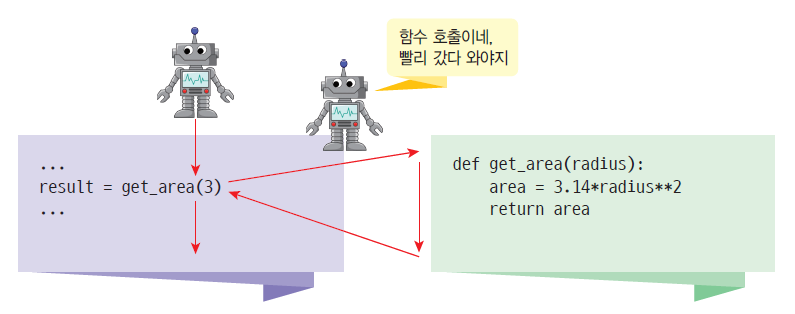 함수 호출이네,
빨리 갔다 와야지
...
result = get_area(3)
...
def get_area(radius):
    area = 3.14*radius**2
    return area